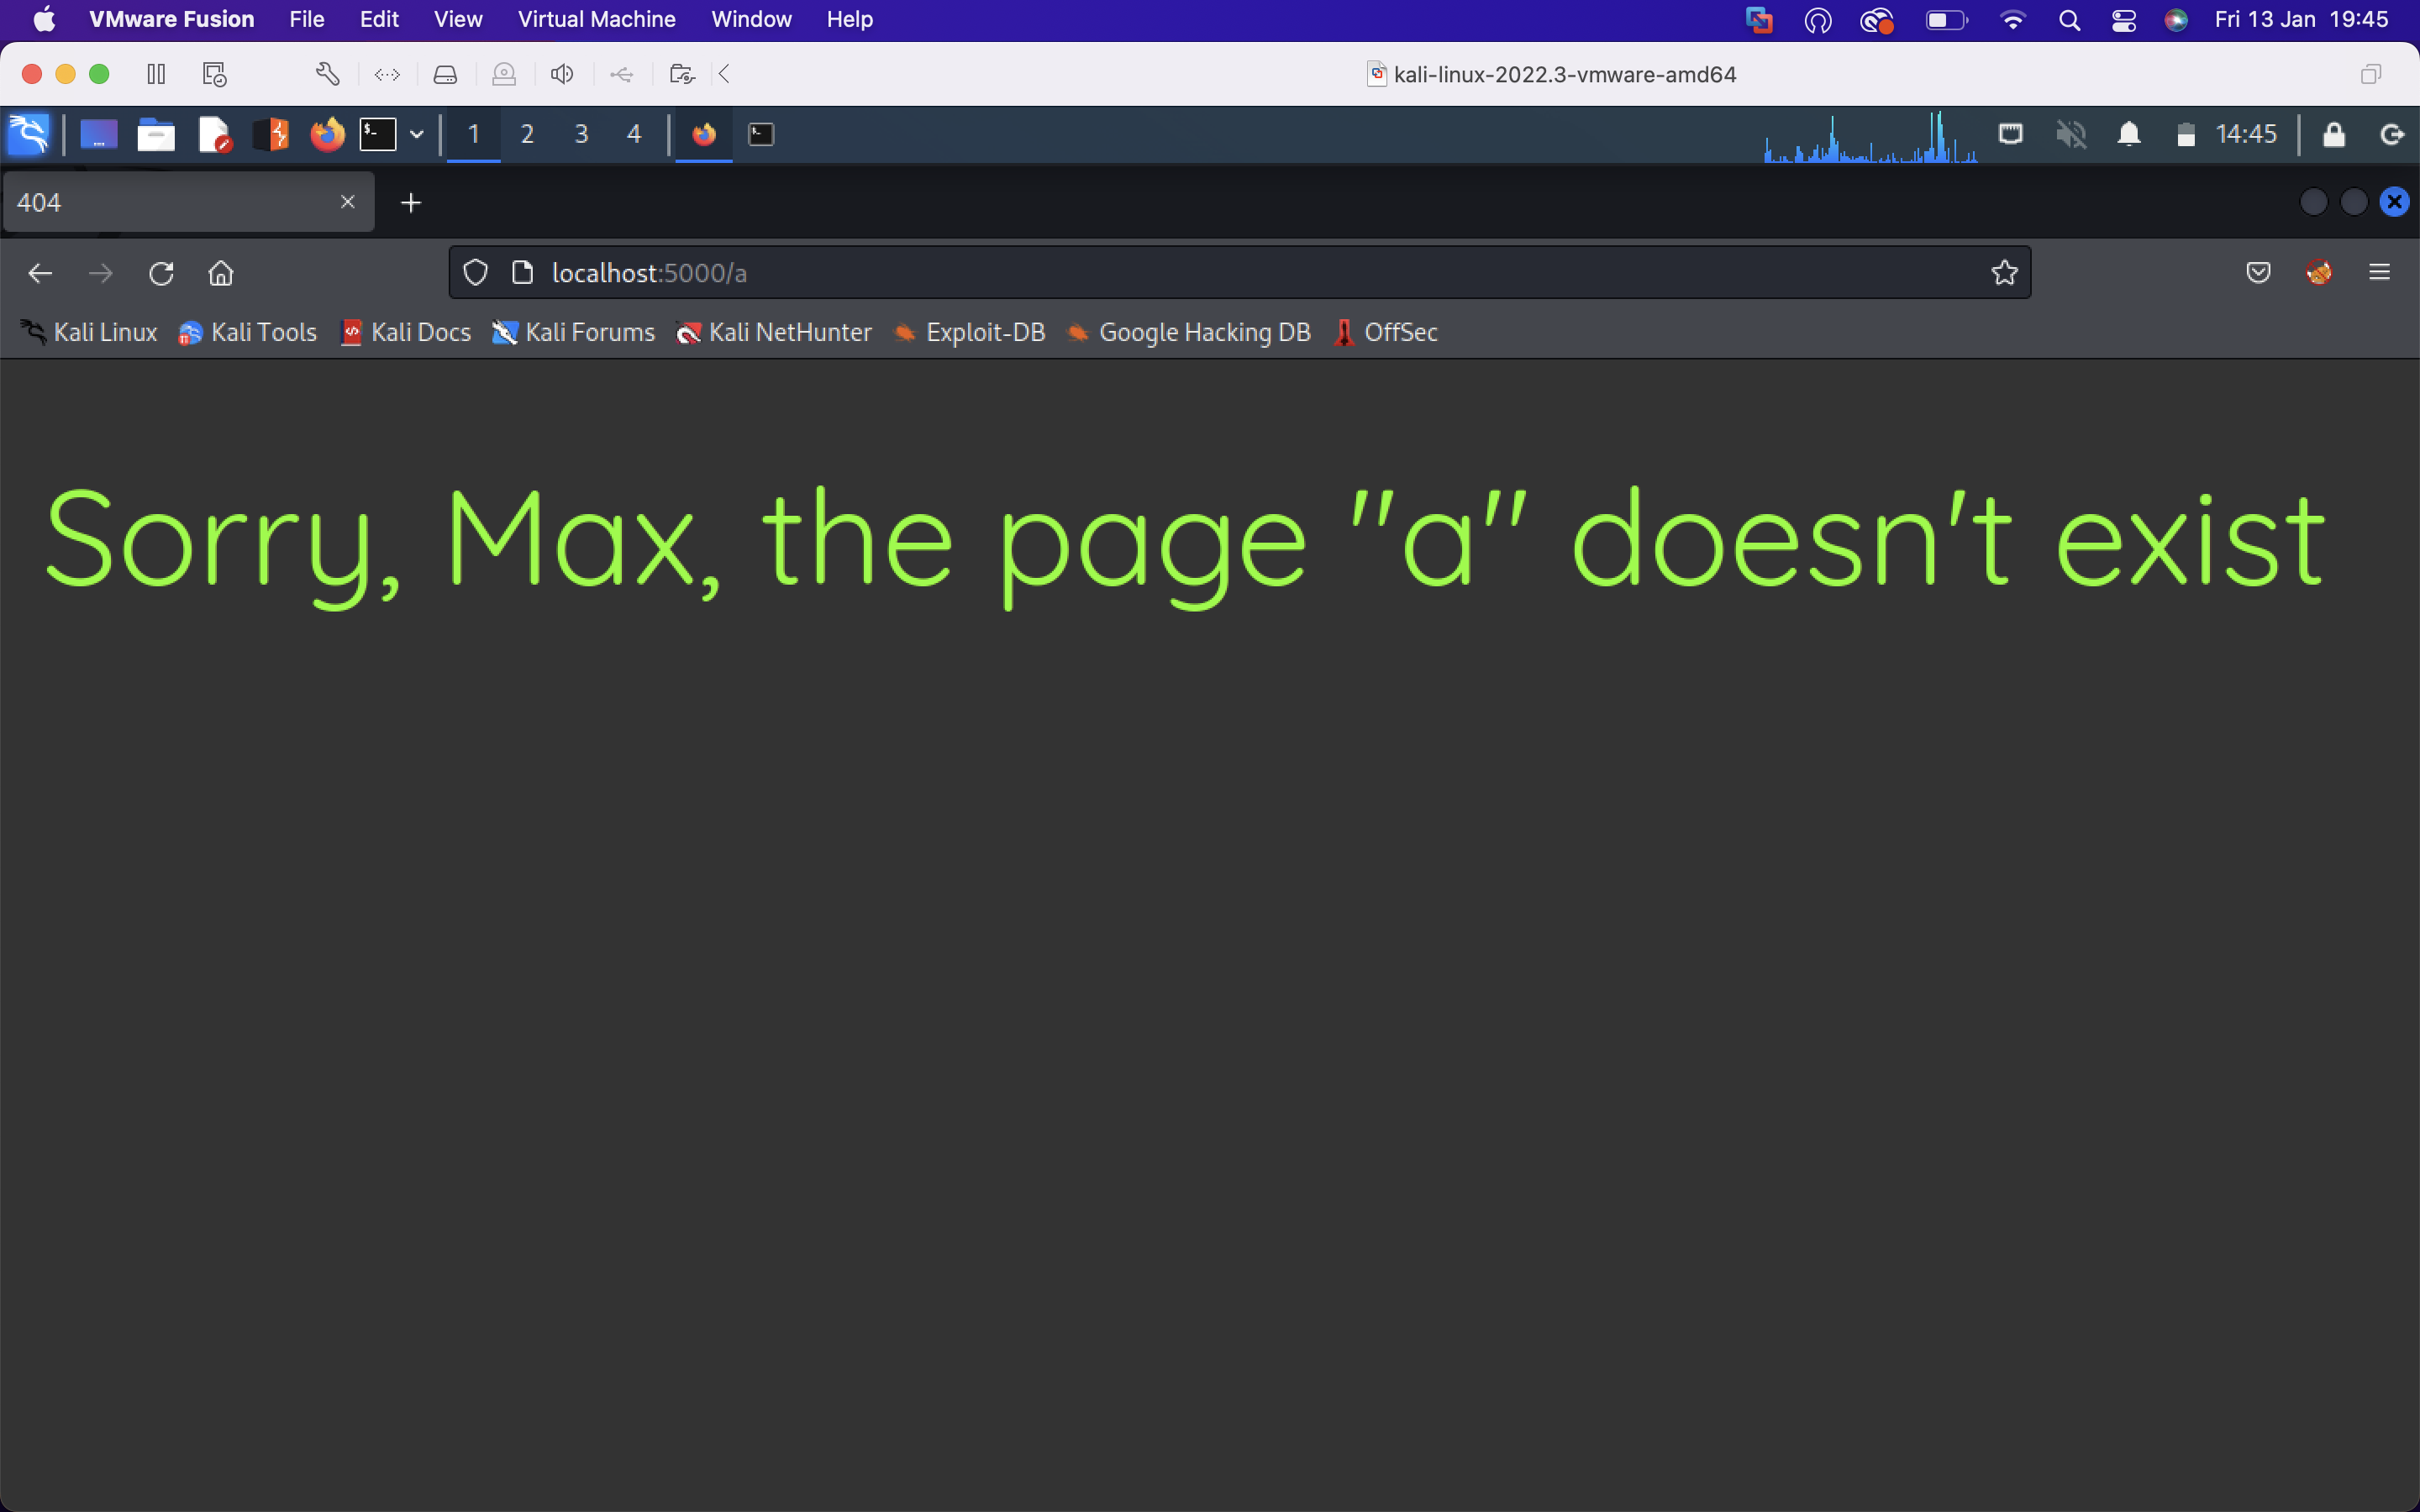 VMware Fusion File Edit View Virtual Machine Window Help Fri 13 Jan 19:45
kali-linux-2022.3-vmware-amd64
1 2 3 4 14:45
404
localhost:5000/a
Kali Linux Kali Tools Kali Docs Kali Forums Kali NetHunter Exploit-DB Google Hacking DB OffSec
Sorry, Max, the page "a" doesn't exist